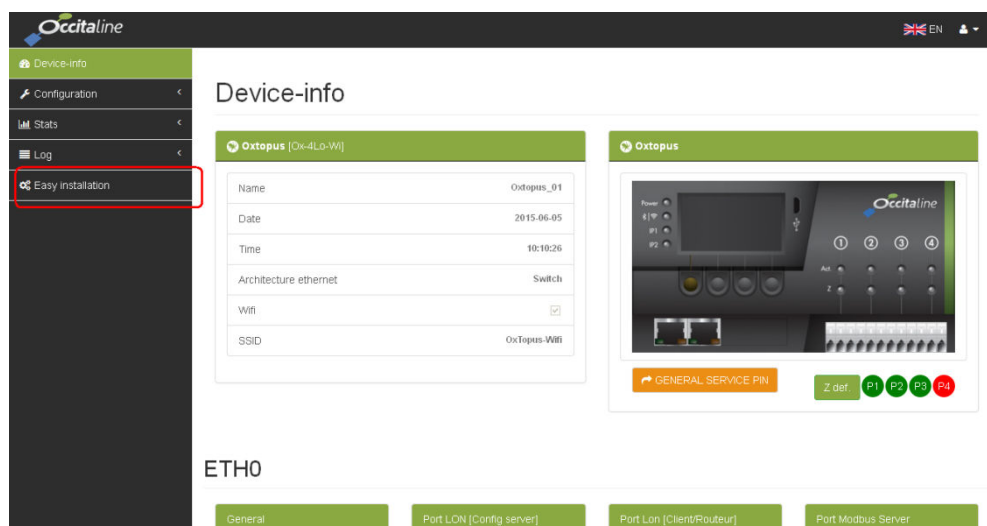 Occitaline
EN
Device-info
Configuration
Stats
Log
Easy installation
Device-info
Oxtopus [Ox-4Lo-Wi]
Name Oxtopus_01
Date 2015-06-05
Time 10:10:26
Architecture ethernet Switch
Wifi
SSID OxTopus-Wifi
Oxtopus
Occitaline
Power
IP1
IP2
1 2 3 4
Act.
Z
GENERAL SERVICE PIN
Z def. P1 P2 P3 P4
ETH0
General
Port LON [Config server]
Port Lon [Client/Routeur]
Port Modbus Server